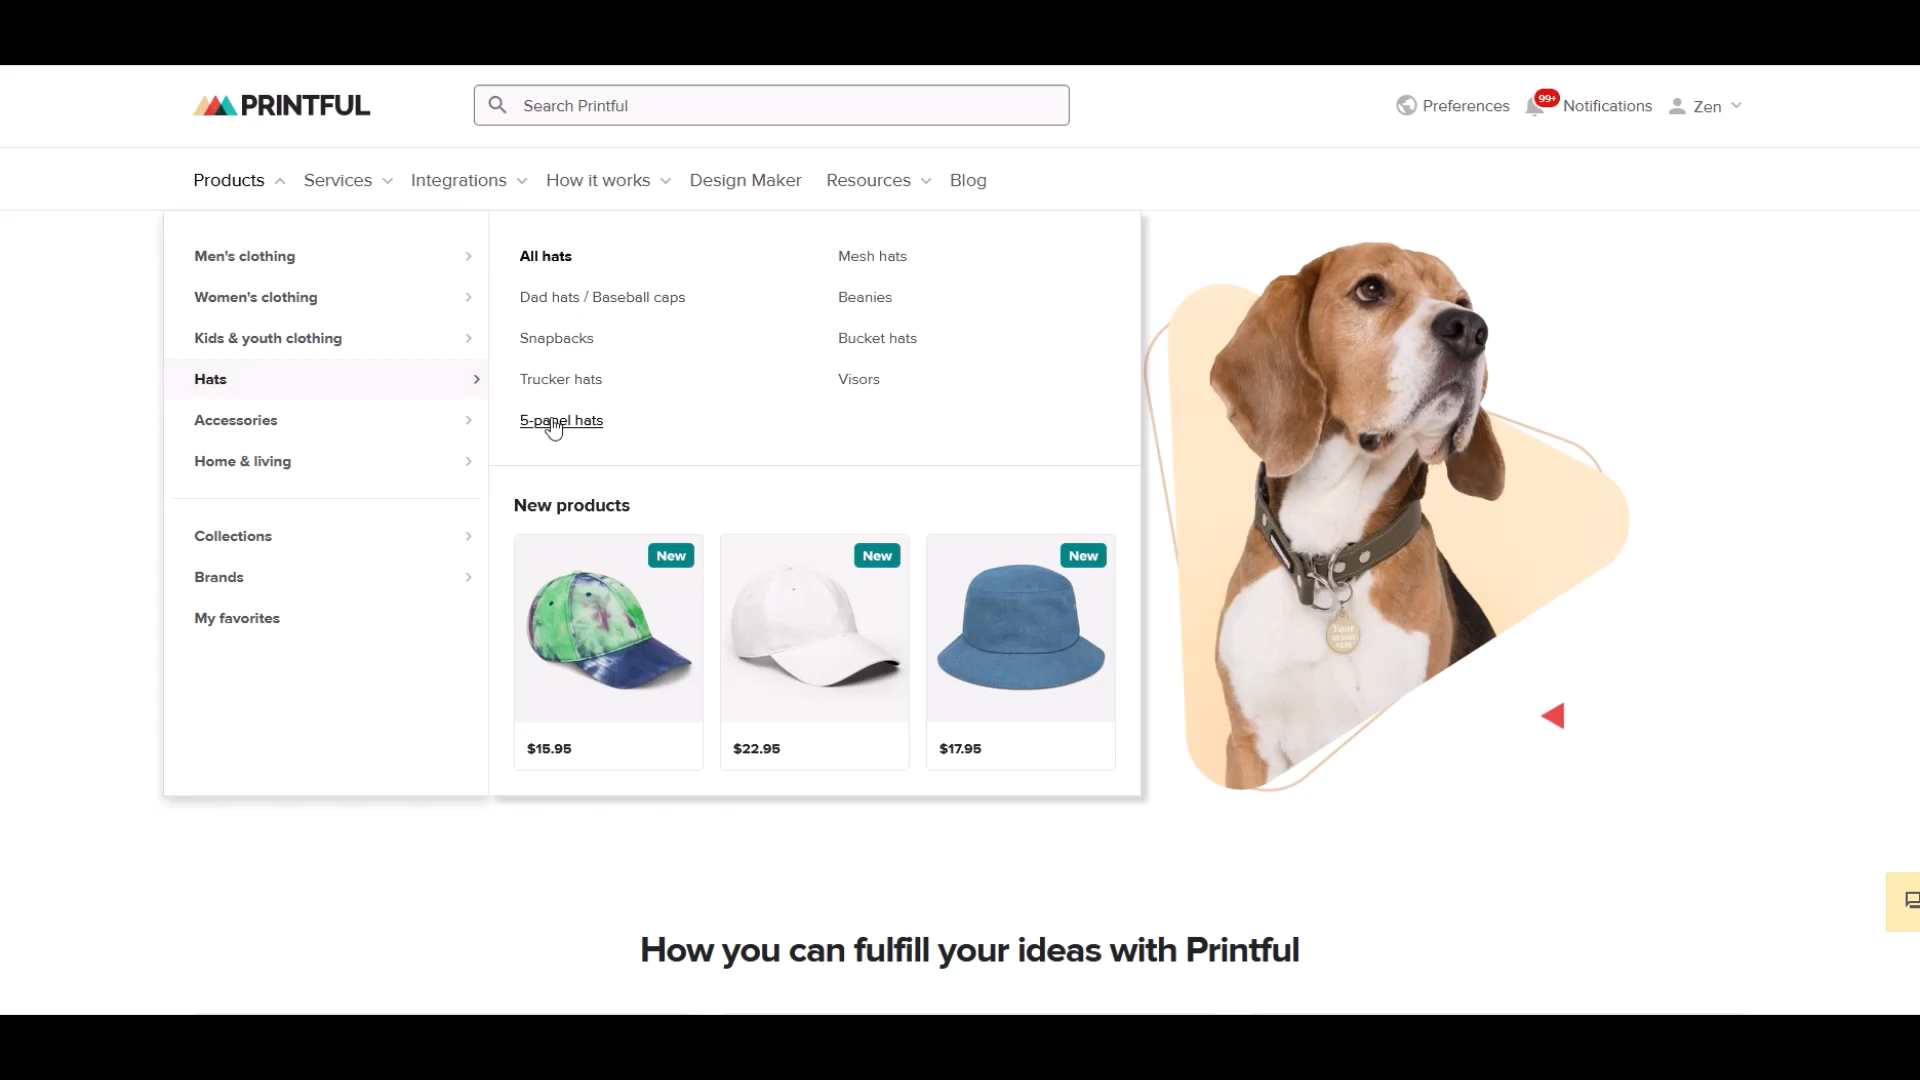 PRINTFUL
Search Printful
Preferences
99+
Notifications
Zen
Products
Services
Integrations
How it works
Design Maker
Resources
Blog
Men's clothing
Women's clothing
Kids & youth clothing
Hats
Accessories
Home & living
Collections
Brands
My favorites
All hats
Dad hats / Baseball caps
Snapbacks
Trucker hats
5-panel hats
Mesh hats
Beanies
Bucket hats
Visors
New products
New
New
New
$15.95
$22.95
$17.95
Your
DESIGN
HERE
How you can fulfill your ideas with Printful